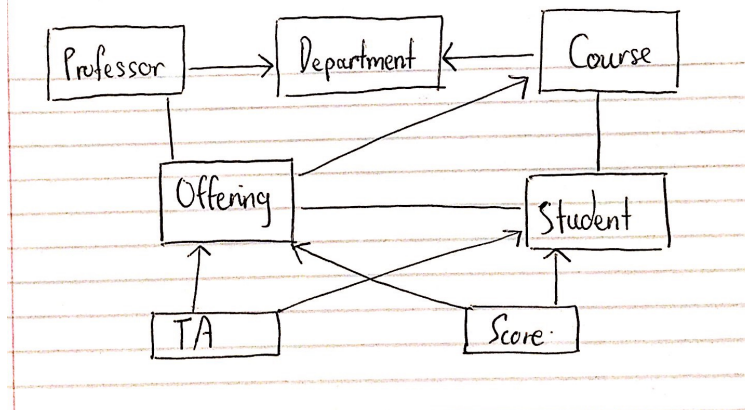 Professor
Department
Course
Offering
Student
TA
Score.